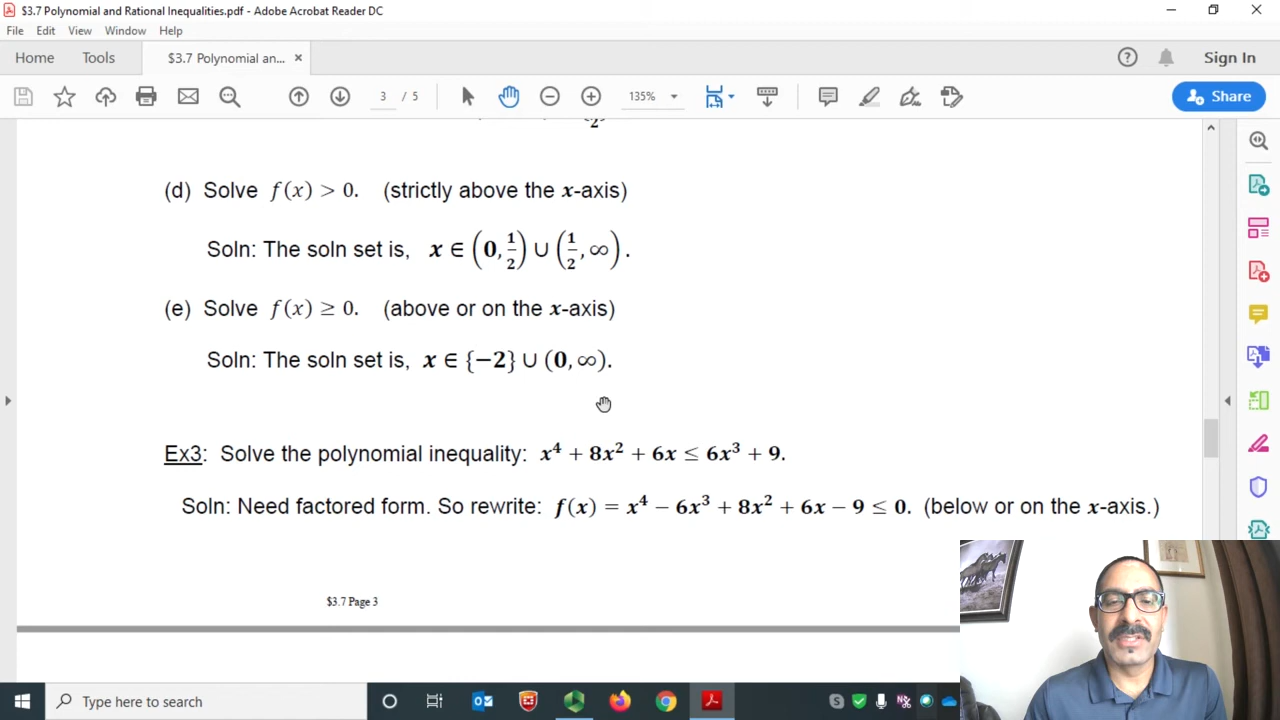 $3.7 Polynomial and Rational Inequalities.pdf - Adobe Acrobat Reader DC
File Edit View Window Help
Home Tools $3.7 Polynomial an... × Sign In
3 / 5 135% Share
2
(d) Solve f(x) > 0. (strictly above the x-axis)
Soln: The soln set is, x ∈ (0, 1/2) ∪ (1/2, ∞).
(e) Solve f(x) ≥ 0. (above or on the x-axis)
Soln: The soln set is, x ∈ {−2} ∪ (0, ∞).
Ex3: Solve the polynomial inequality: x⁴ + 8x² + 6x ≤ 6x³ + 9.
Soln: Need factored form. So rewrite: f(x) = x⁴ − 6x³ + 8x² + 6x − 9 ≤ 0. (below or on the x-axis.)
$3.7 Page 3
Type here to search